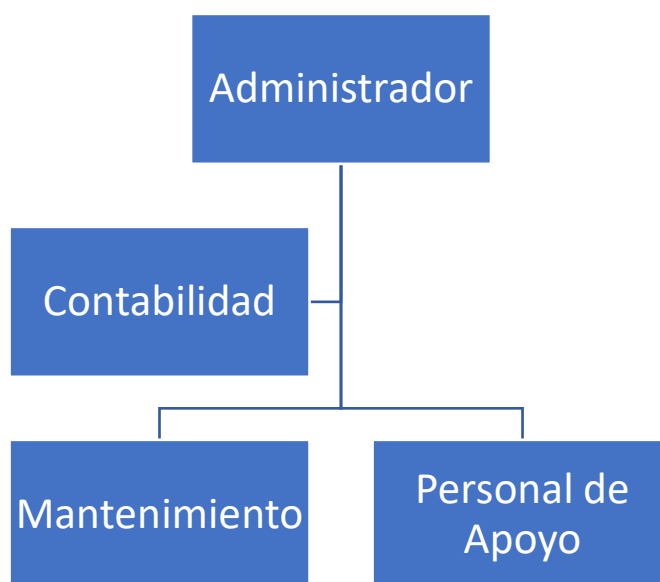 Administrador
Contabilidad
Mantenimiento
Personal de
Apoyo